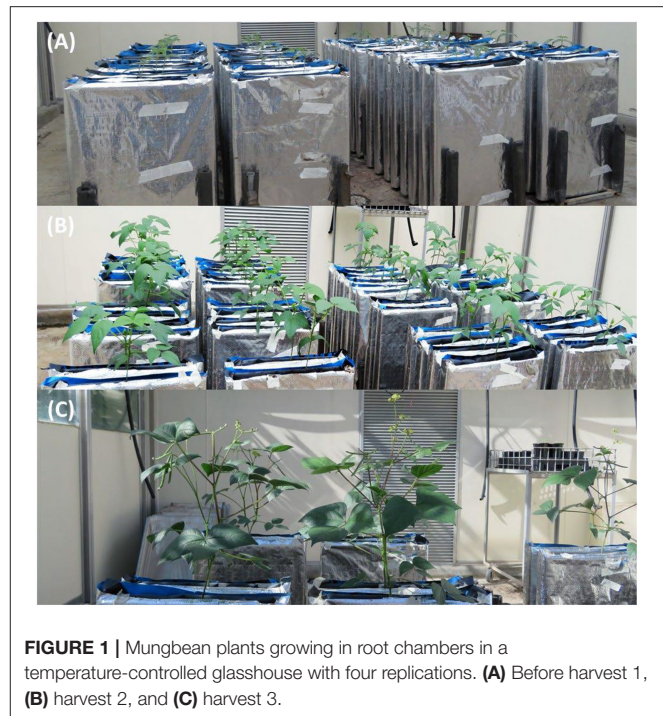 (A)
(B)
(C)
FIGURE 1 | Mungbean plants growing in root chambers in a
temperature-controlled glasshouse with four replications. (A) Before harvest 1,
(B) harvest 2, and (C) harvest 3.